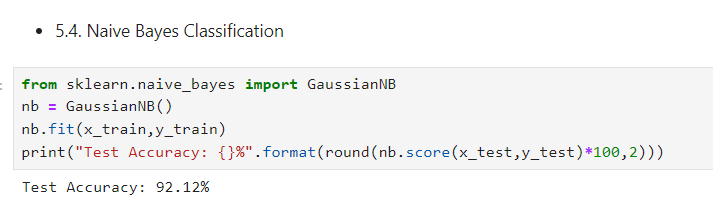 • 5.4. Naive Bayes Classification
:
from sklearn.naive_bayes import GaussianNB
nb = GaussianNB()
nb.fit(x_train,y_train)
print("Test Accuracy: {}%".format(round(nb.score(x_test,y_test)*100,2)))
Test Accuracy: 92.12%